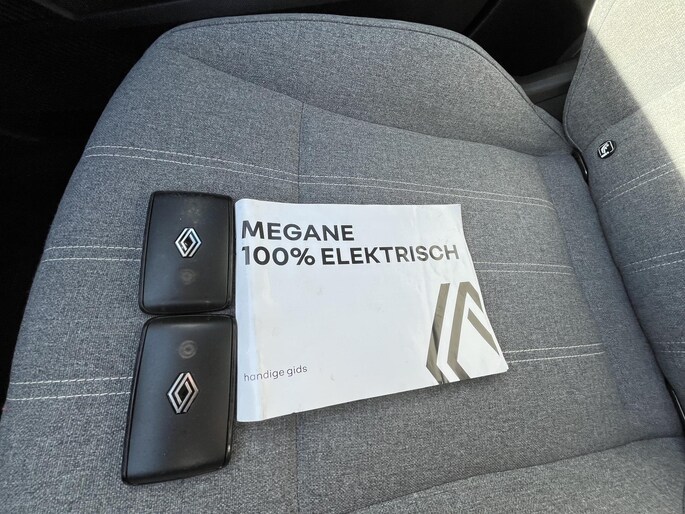 MEGANE
100% ELEKTRISCH
handige gids